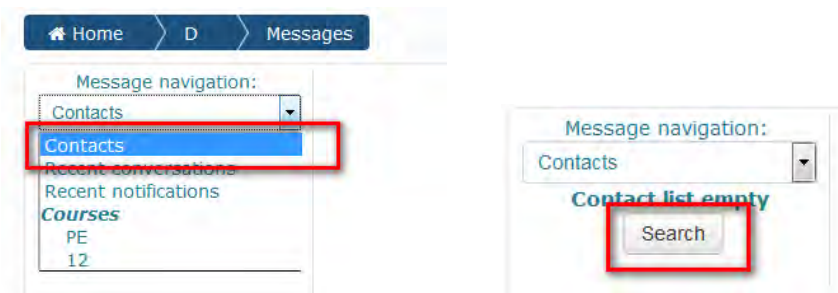 Home D Messages
Message navigation:
Contacts
Contacts
Recent conversations
Recent notifications
Courses
PE
12
Message navigation:
Contacts
Contact list empty
Search